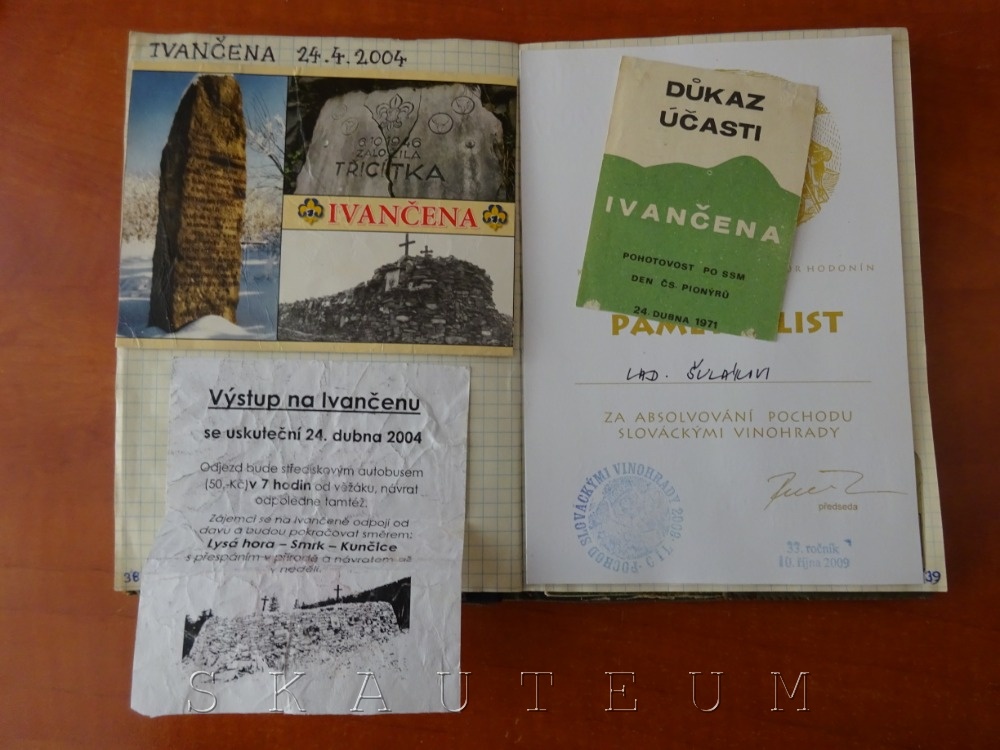 IVANČENA 24.4.2004
6.10.1946
ZALOŽILA
TŘICÍTKA
IVANČENA
Výstup na Ivančenu
se uskuteční 24. dubna 2004
Odjezd bude střediskovým autobusem
(50,-Kč) v 7 hodin od věžáku, návrat
odpoledne tamtéž.
Zájemci se na Ivančeně odpojí od
davu a budou pokračovat směrem:
Lysá hora – Smrk – Kunčice
s přespáním v přírodě a návratem až
v neděli.
38
DŮKAZ
ÚČASTI
IVANČENA
POHOTOVOST PO SSM
DEN ČS. PIONÝRŮ
24. DUBNA 1971
OR HODONÍN
LIST
LAD.
ZA ABSOLVOVÁNÍ POCHODU
SLOVÁCKÝMI VINOHRADY
POCHOD SLOVÁCKÝMI VINOHRADY
předseda
33. ročník
10. října 2009
39
SKAUTEUM